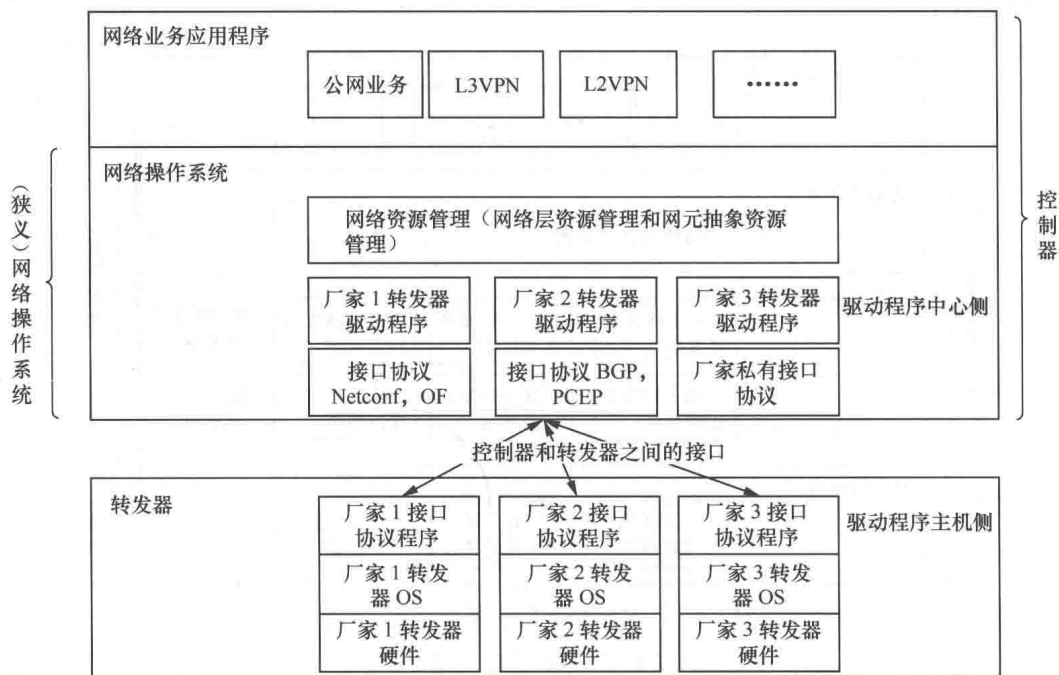 网络业务应用程序
公网业务
L3VPN
L2VPN
……
网络操作系统
网络资源管理（网络层资源管理和网元抽象资源
管理）
厂家 1 转发器
驱动程序
厂家 2 转发器
驱动程序
厂家 3 转发器
驱动程序
驱动程序中心侧
接口协议
Netconf，OF
接口协议 BGP，
PCEP
厂家私有接口
协议
（狭义）网络操作系统
控制器
控制器和转发器之间的接口
转发器
厂家 1 接口
协议程序
厂家 2 接口
协议程序
厂家 3 接口
协议程序
驱动程序主机侧
厂家 1 转发
器 OS
厂家 2 转发
器 OS
厂家 3 转发
器 OS
厂家 1 转发器
硬件
厂家 2 转发器
硬件
厂家 3 转发器
硬件